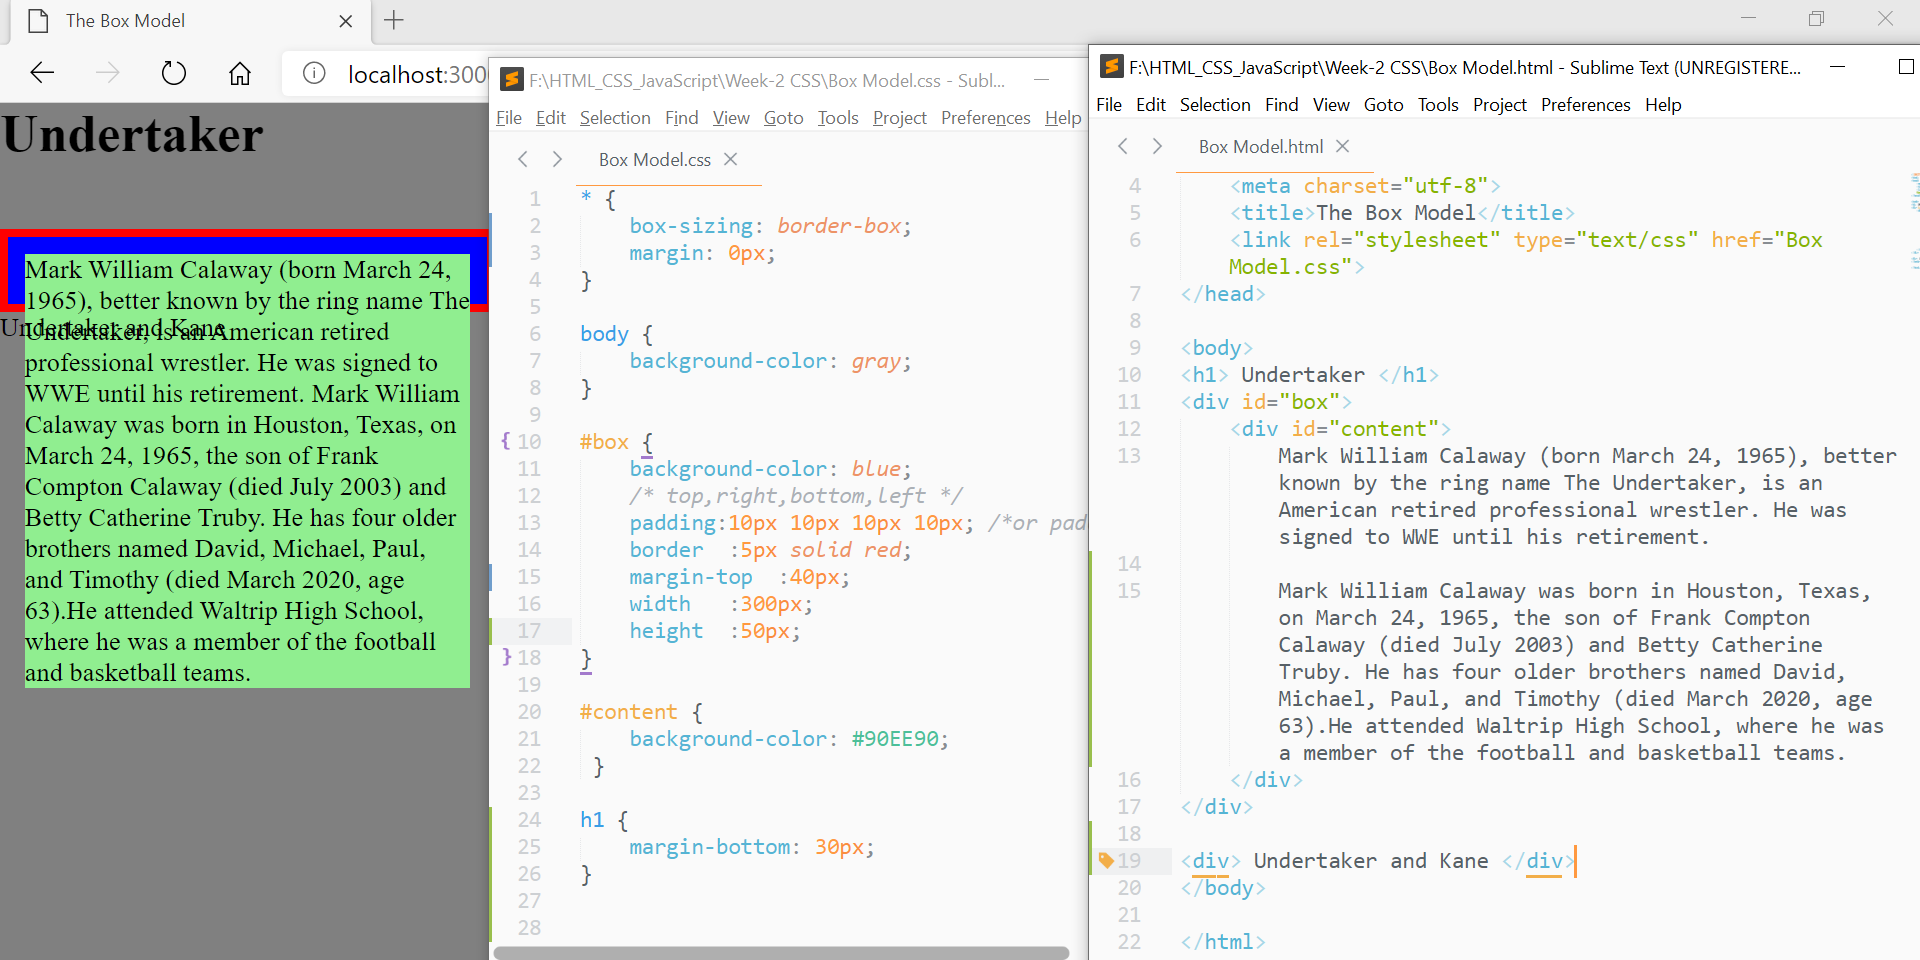 The Box Model
localhost:300
Undertaker
Mark William Calaway (born March 24,
1965), better known by the ring name The
Undertaker, is an American retired
Undertaker and Kane
professional wrestler. He was signed to
WWE until his retirement. Mark William
Calaway was born in Houston, Texas, on
March 24, 1965, the son of Frank
Compton Calaway (died July 2003) and
Betty Catherine Truby. He has four older
brothers named David, Michael, Paul,
and Timothy (died March 2020, age
63).He attended Waltrip High School,
where he was a member of the football
and basketball teams.
F:\HTML_CSS_JavaScript\Week-2 CSS\Box Model.css - Subl...
File Edit Selection Find View Goto Tools Project Preferences Help
Box Model.css
1 * {
2 box-sizing: border-box;
3 margin: 0px;
4 }
5
6 body {
7 background-color: gray;
8 }
9
10 #box {
11 background-color: blue;
12 /* top,right,bottom,left */
13 padding:10px 10px 10px 10px; /*or pad
14 border :5px solid red;
15 margin-top :40px;
16 width :300px;
17 height :50px;
18 }
19
20 #content {
21 background-color: #90EE90;
22 }
23
24 h1 {
25 margin-bottom: 30px;
26 }
27
28
F:\HTML_CSS_JavaScript\Week-2 CSS\Box Model.html - Sublime Text (UNREGISTERE...
File Edit Selection Find View Goto Tools Project Preferences Help
Box Model.html
4 <meta charset="utf-8">
5 <title>The Box Model</title>
6 <link rel="stylesheet" type="text/css" href="Box
Model.css">
7 </head>
8
9 <body>
10 <h1> Undertaker </h1>
11 <div id="box">
12 <div id="content">
13 Mark William Calaway (born March 24, 1965), better
known by the ring name The Undertaker, is an
American retired professional wrestler. He was
signed to WWE until his retirement.
14
15 Mark William Calaway was born in Houston, Texas,
on March 24, 1965, the son of Frank Compton
Calaway (died July 2003) and Betty Catherine
Truby. He has four older brothers named David,
Michael, Paul, and Timothy (died March 2020, age
63).He attended Waltrip High School, where he was
a member of the football and basketball teams.
16 </div>
17 </div>
18
19 <div> Undertaker and Kane </div>
20 </body>
21
22 </html>